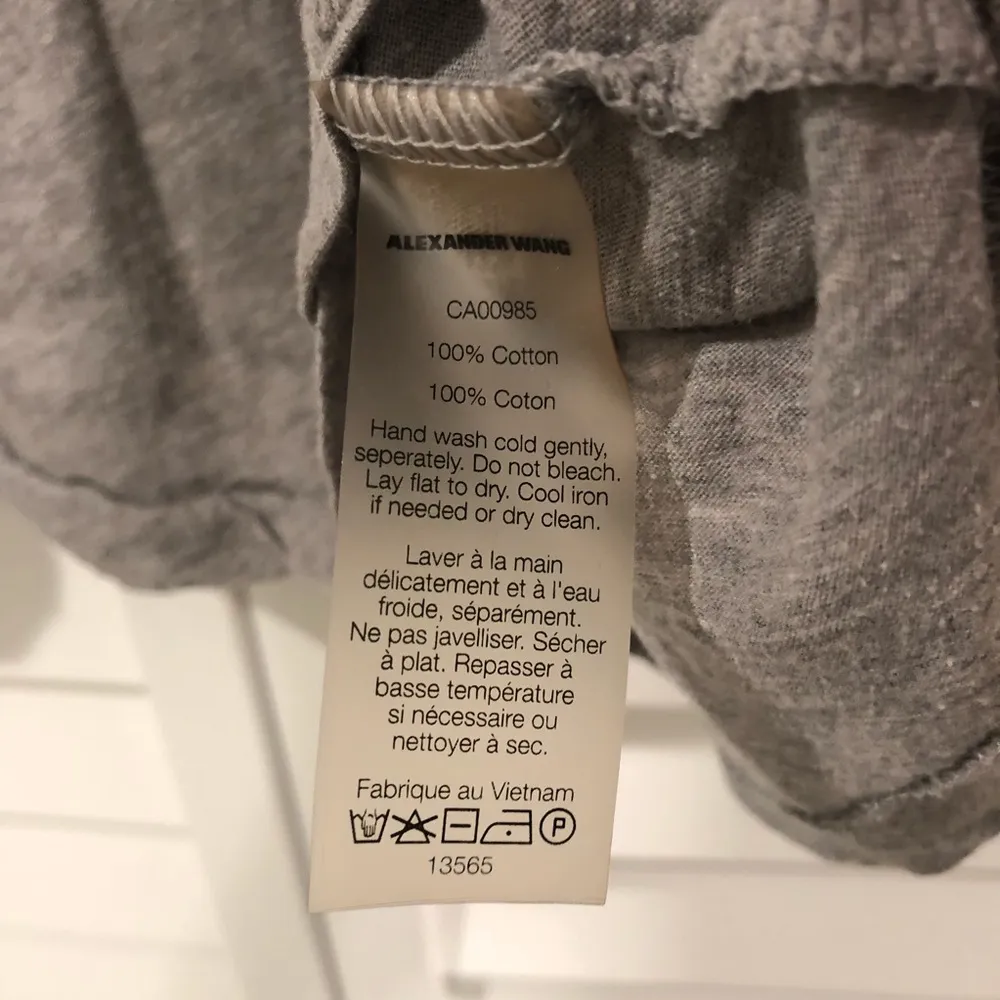 ALEXANDER WANG
CA00985
100% Cotton
100% Coton
Hand wash cold gently,
seperately. Do not bleach.
Lay flat to dry. Cool iron
if needed or dry clean.
Laver à la main
délicatement et à l'eau
froide, séparément.
Ne pas javelliser. Sécher
à plat. Repasser à
basse température
si nécessaire ou
nettoyer à sec.
Fabrique au Vietnam
P
13565